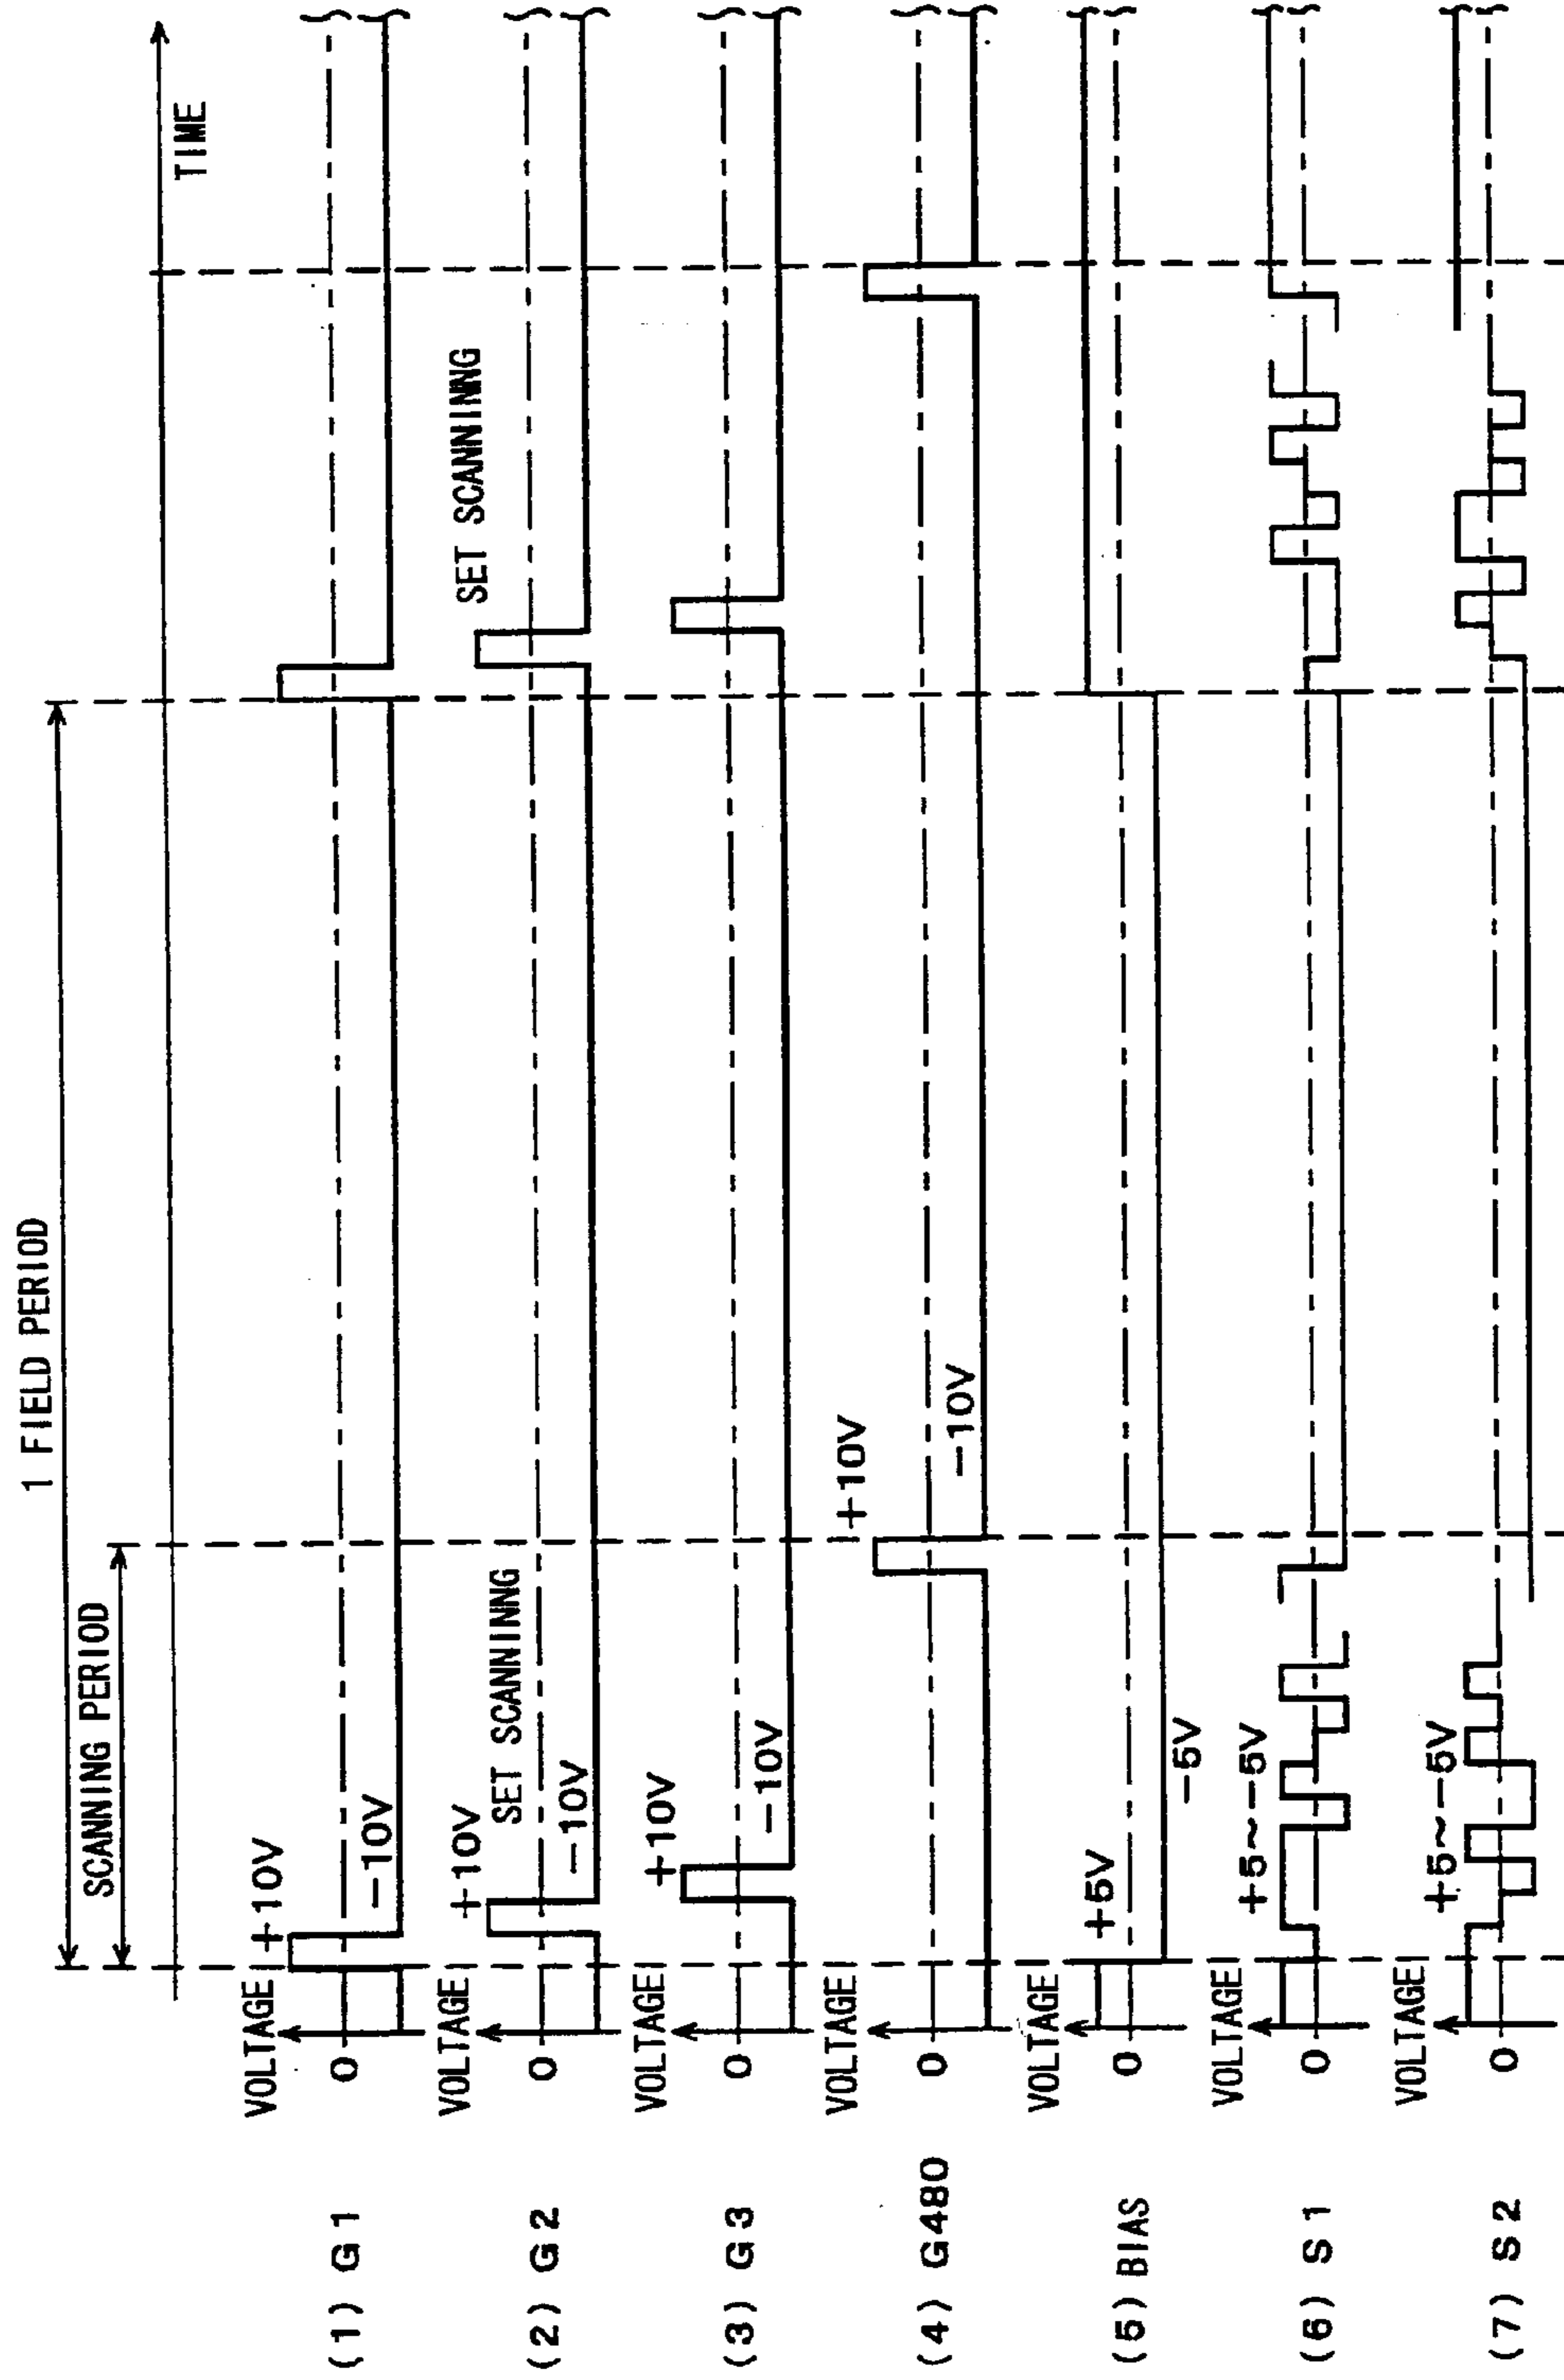 1 FIELD PERIOD
SCANNING PERIOD
TIME
(1) G1
VOLTAGE
0
+10V
-10V
(2) G2
VOLTAGE
0
+10V
-10V
SET SCANNING
SET SCANNING
(3) G3
VOLTAGE
0
+10V
-10V
(4) G480
VOLTAGE
0
+10V
-10V
(5) BIAS
VOLTAGE
0
+5V
-5V
(6) S1
VOLTAGE
0
+5~-5V
(7) S2
VOLTAGE
0
+5~-5V